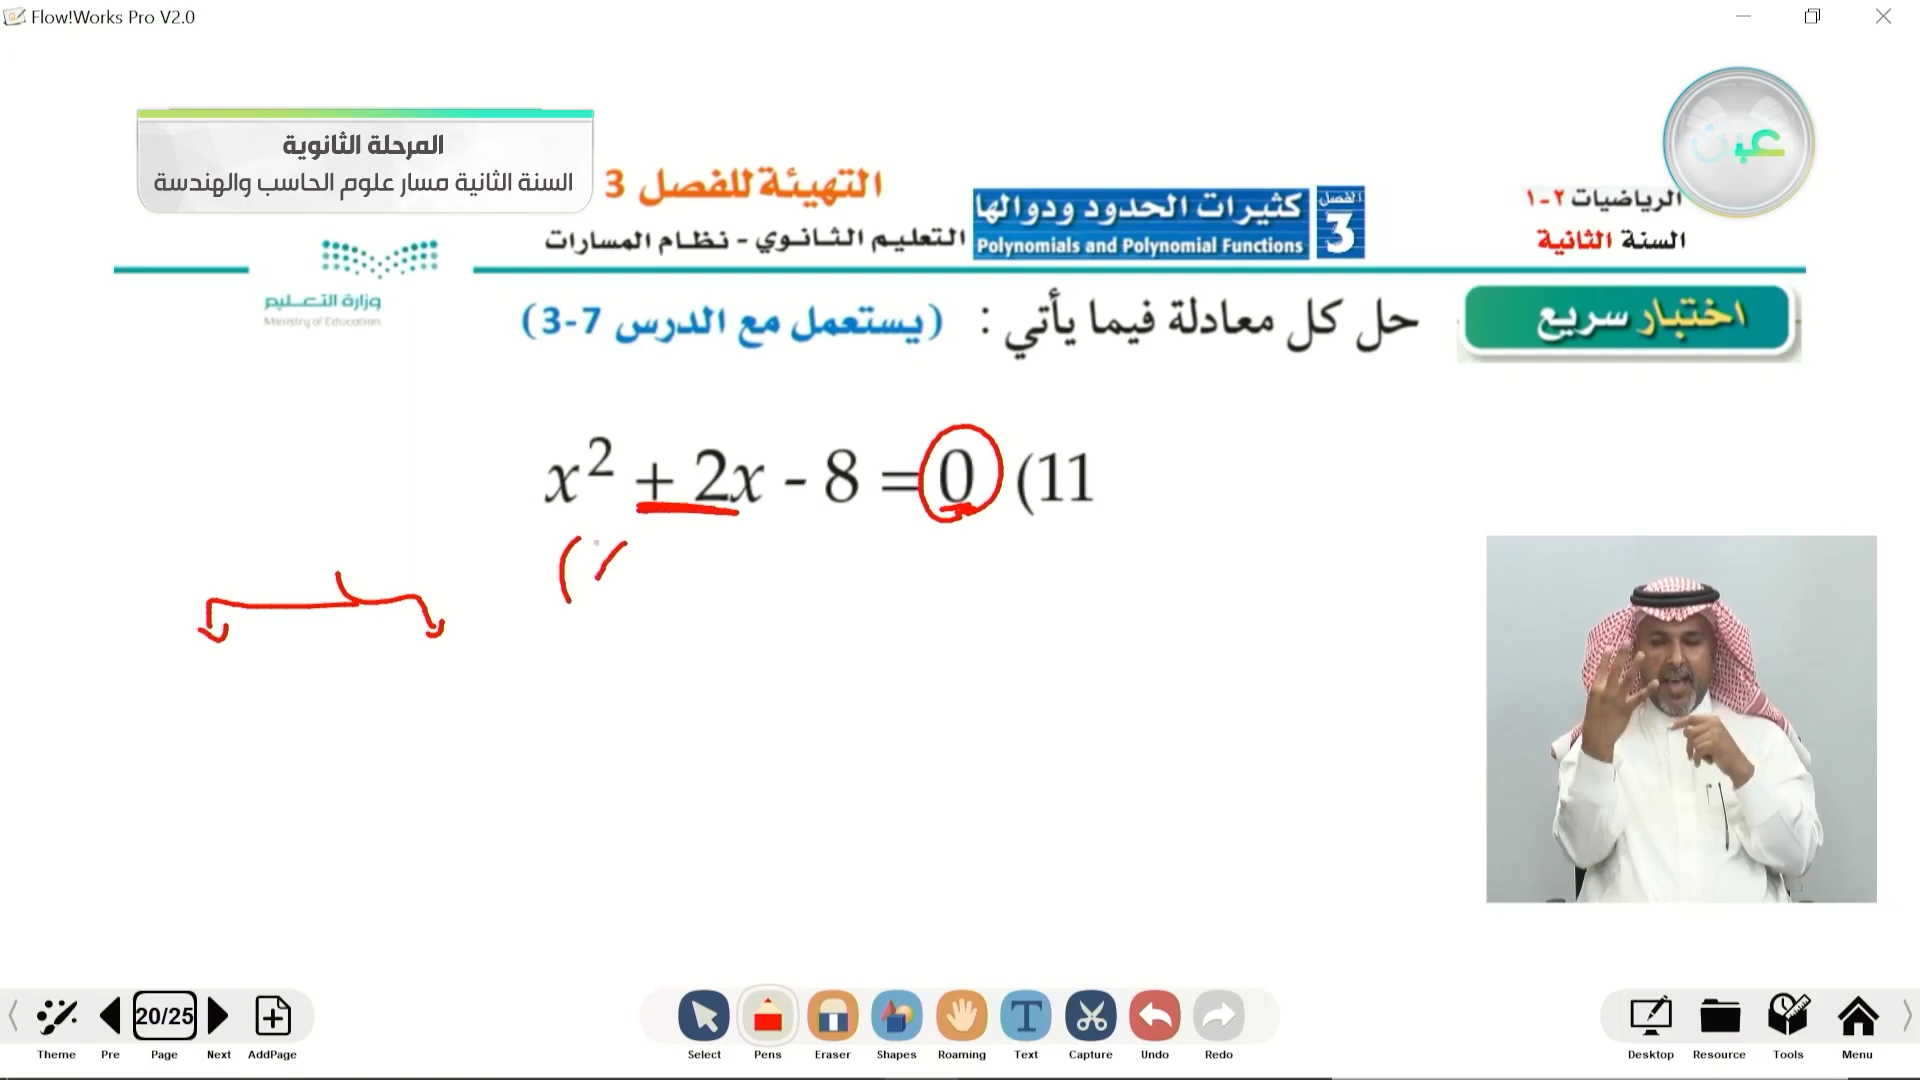 Flow!Works Pro V2.0
المرحلة الثانوية
السنة الثانية مسار علوم الحاسب والهندسة
عين
الرياضيات ٢-١
السنة الثانية
الفصل 3
كثيرات الحدود ودوالها
Polynomials and Polynomial Functions
التهيئة للفصل 3
التعليم الثانوي - نظام المسارات
وزارة التعليم
Ministry of Education
اختبار سريع
حل كل معادلة فيما يأتي : (يستعمل مع الدرس 7-3)
x² + 2x - 8 = 0 (11
(
20/25
Theme Pre Page Next AddPage
Select Pens Eraser Shapes Roaming Text Capture Undo Redo
Desktop Resource Tools Menu